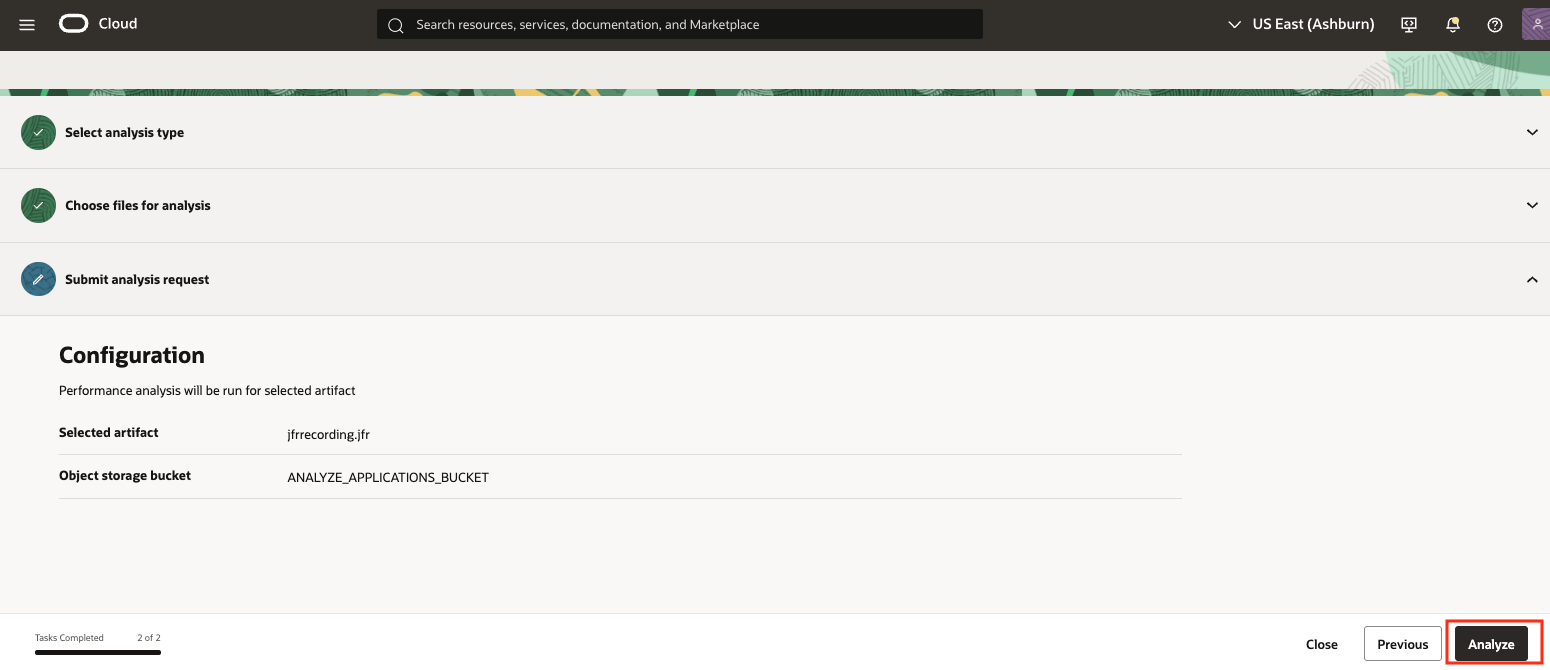 Cloud
Search resources, services, documentation, and Marketplace
US East (Ashburn)
Select analysis type
Choose files for analysis
Submit analysis request
Configuration
Performance analysis will be run for selected artifact
Selected artifact jfrrecording.jfr
Object storage bucket ANALYZE_APPLICATIONS_BUCKET
Tasks Completed 2 of 2
Close Previous Analyze